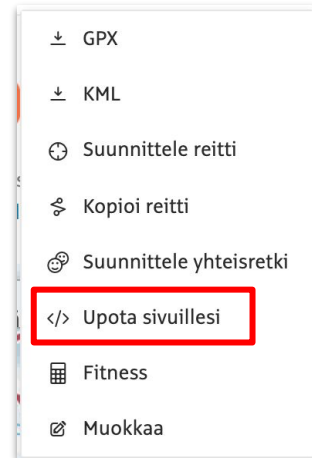 GPX
KML
Suunnittele reitti
Kopioi reitti
Suunnittele yhteisretki
</> Upota sivuillesi
Fitness
Muokkaa